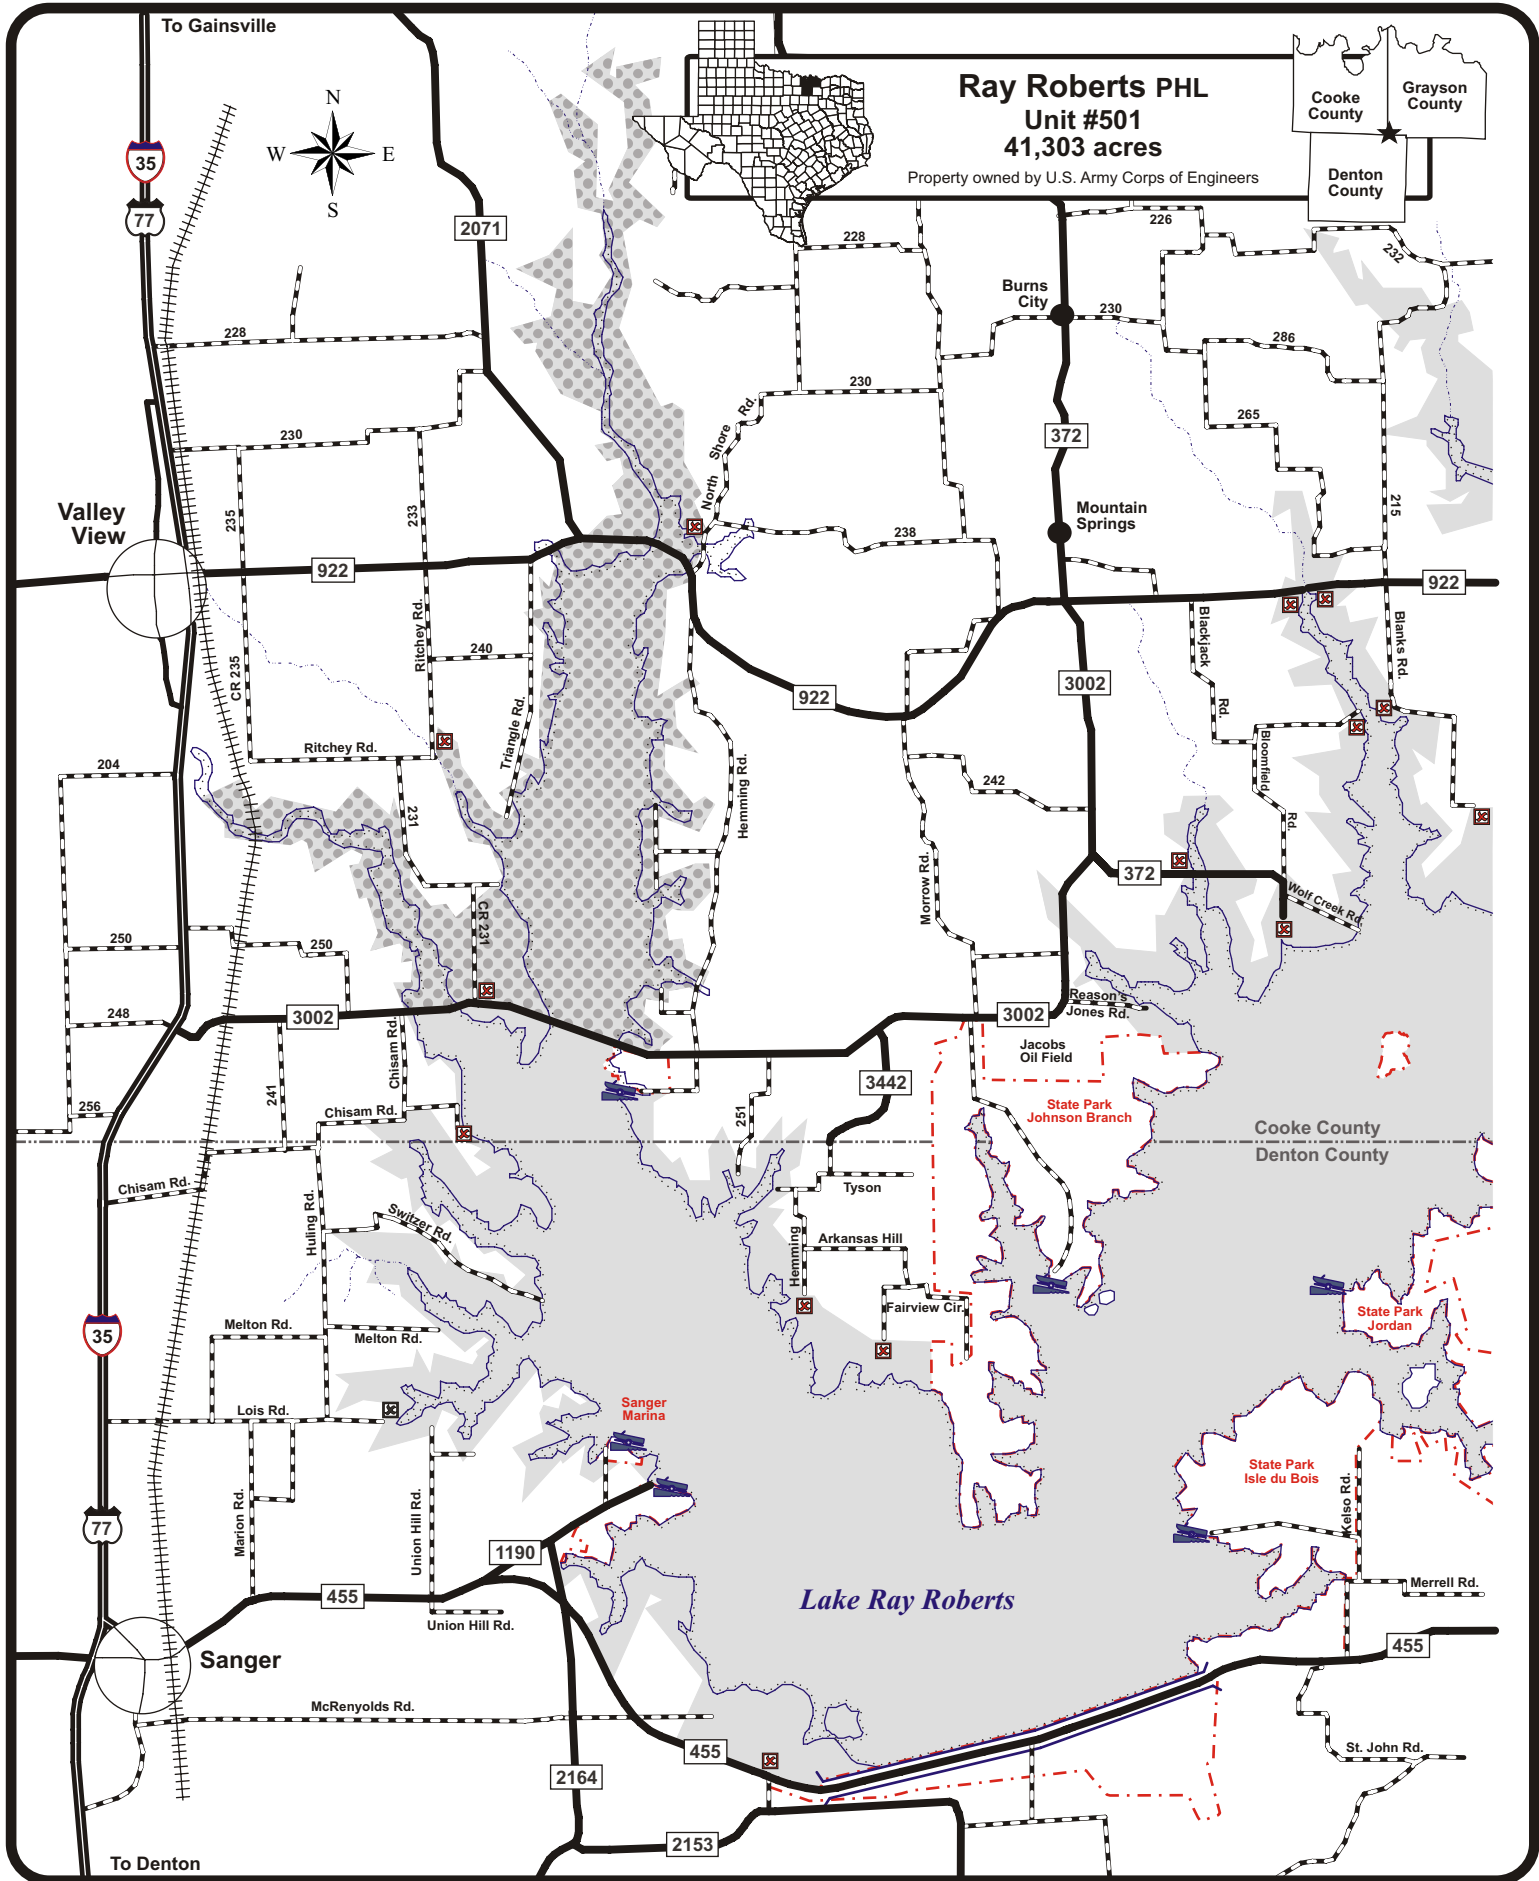 To Gainsville
Ray Roberts PHL
Unit #501
41,303 acres
Property owned by U.S. Army Corps of Engineers
Cooke
County
Grayson
County
Denton
County
N
W
E
S
35
77
2071
228
226
232
Burns
City
230
228
286
230
265
North Shore Rd.
372
230
Valley
View
235
233
Mountain
Springs
215
238
922
922
Ritchey Rd.
240
CR 235
Blackjack Rd.
Blanks Rd.
3002
922
Triangle Rd.
Ritchey Rd.
Bloomfield Rd.
204
242
Hemming Rd.
231
Morrow Rd.
372
Wolf Creek Rd.
CR 231
250
250
248
3002
3002
Reason's
Jones Rd.
Jacobs
Oil Field
Chisam Rd.
241
3442
256
Chisam Rd.
251
State Park
Johnson Branch
Cooke County
Denton County
Chisam Rd.
Tyson
Huling Rd.
Switzer Rd.
Hemming
Arkansas Hill
Fairview Cir.
35
Melton Rd.
Melton Rd.
State Park
Jordan
Lois Rd.
Sanger
Marina
State Park
Isle du Bois
Marion Rd.
Union Hill Rd.
Kelso Rd.
77
1190
455
Lake Ray Roberts
Merrell Rd.
Union Hill Rd.
455
Sanger
McRenyolds Rd.
455
St. John Rd.
2164
2153
To Denton